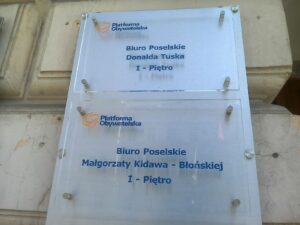 Platforma
Obywatelska
Biuro Poselskie
Donalda Tuska
I - Piętro
Platforma
Obywatelska
Biuro Poselskie
Małgorzaty Kidawa - Błońskiej
I - Piętro